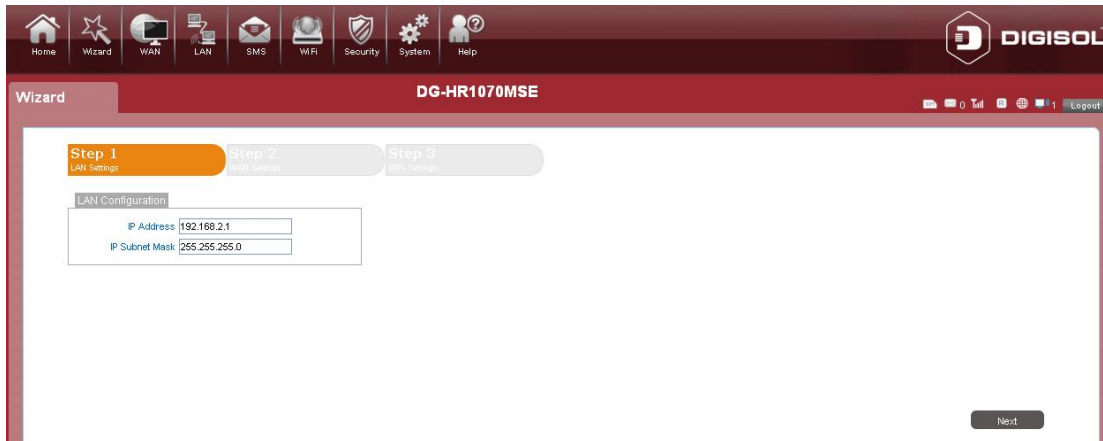 Home Wizard WAN LAN SMS WiFi Security System Help
DIGISOL
Wizard
DG-HR1070MSE
0 1 Logout
Step 1 Step 2 Step 3
LAN Settings WAN Settings WiFi Settings
LAN Configuration
IP Address 192.168.2.1
IP Subnet Mask 255.255.255.0
Next